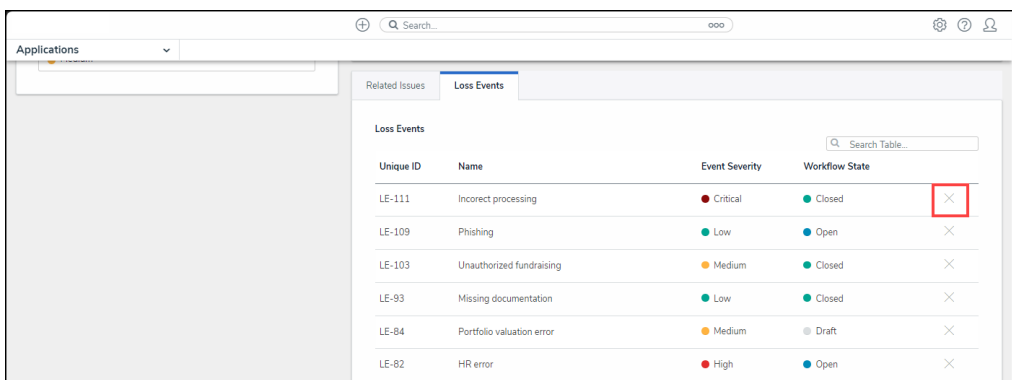 Search... ooo
Applications
Medium
Related Issues Loss Events
Loss Events
Search Table...
Unique ID Name Event Severity Workflow State
LE-111 Incorect processing Critical Closed
LE-109 Phishing Low Open
LE-103 Unauthorized fundraising Medium Closed
LE-93 Missing documentation Low Closed
LE-84 Portfolio valuation error Medium Draft
LE-82 HR error High Open